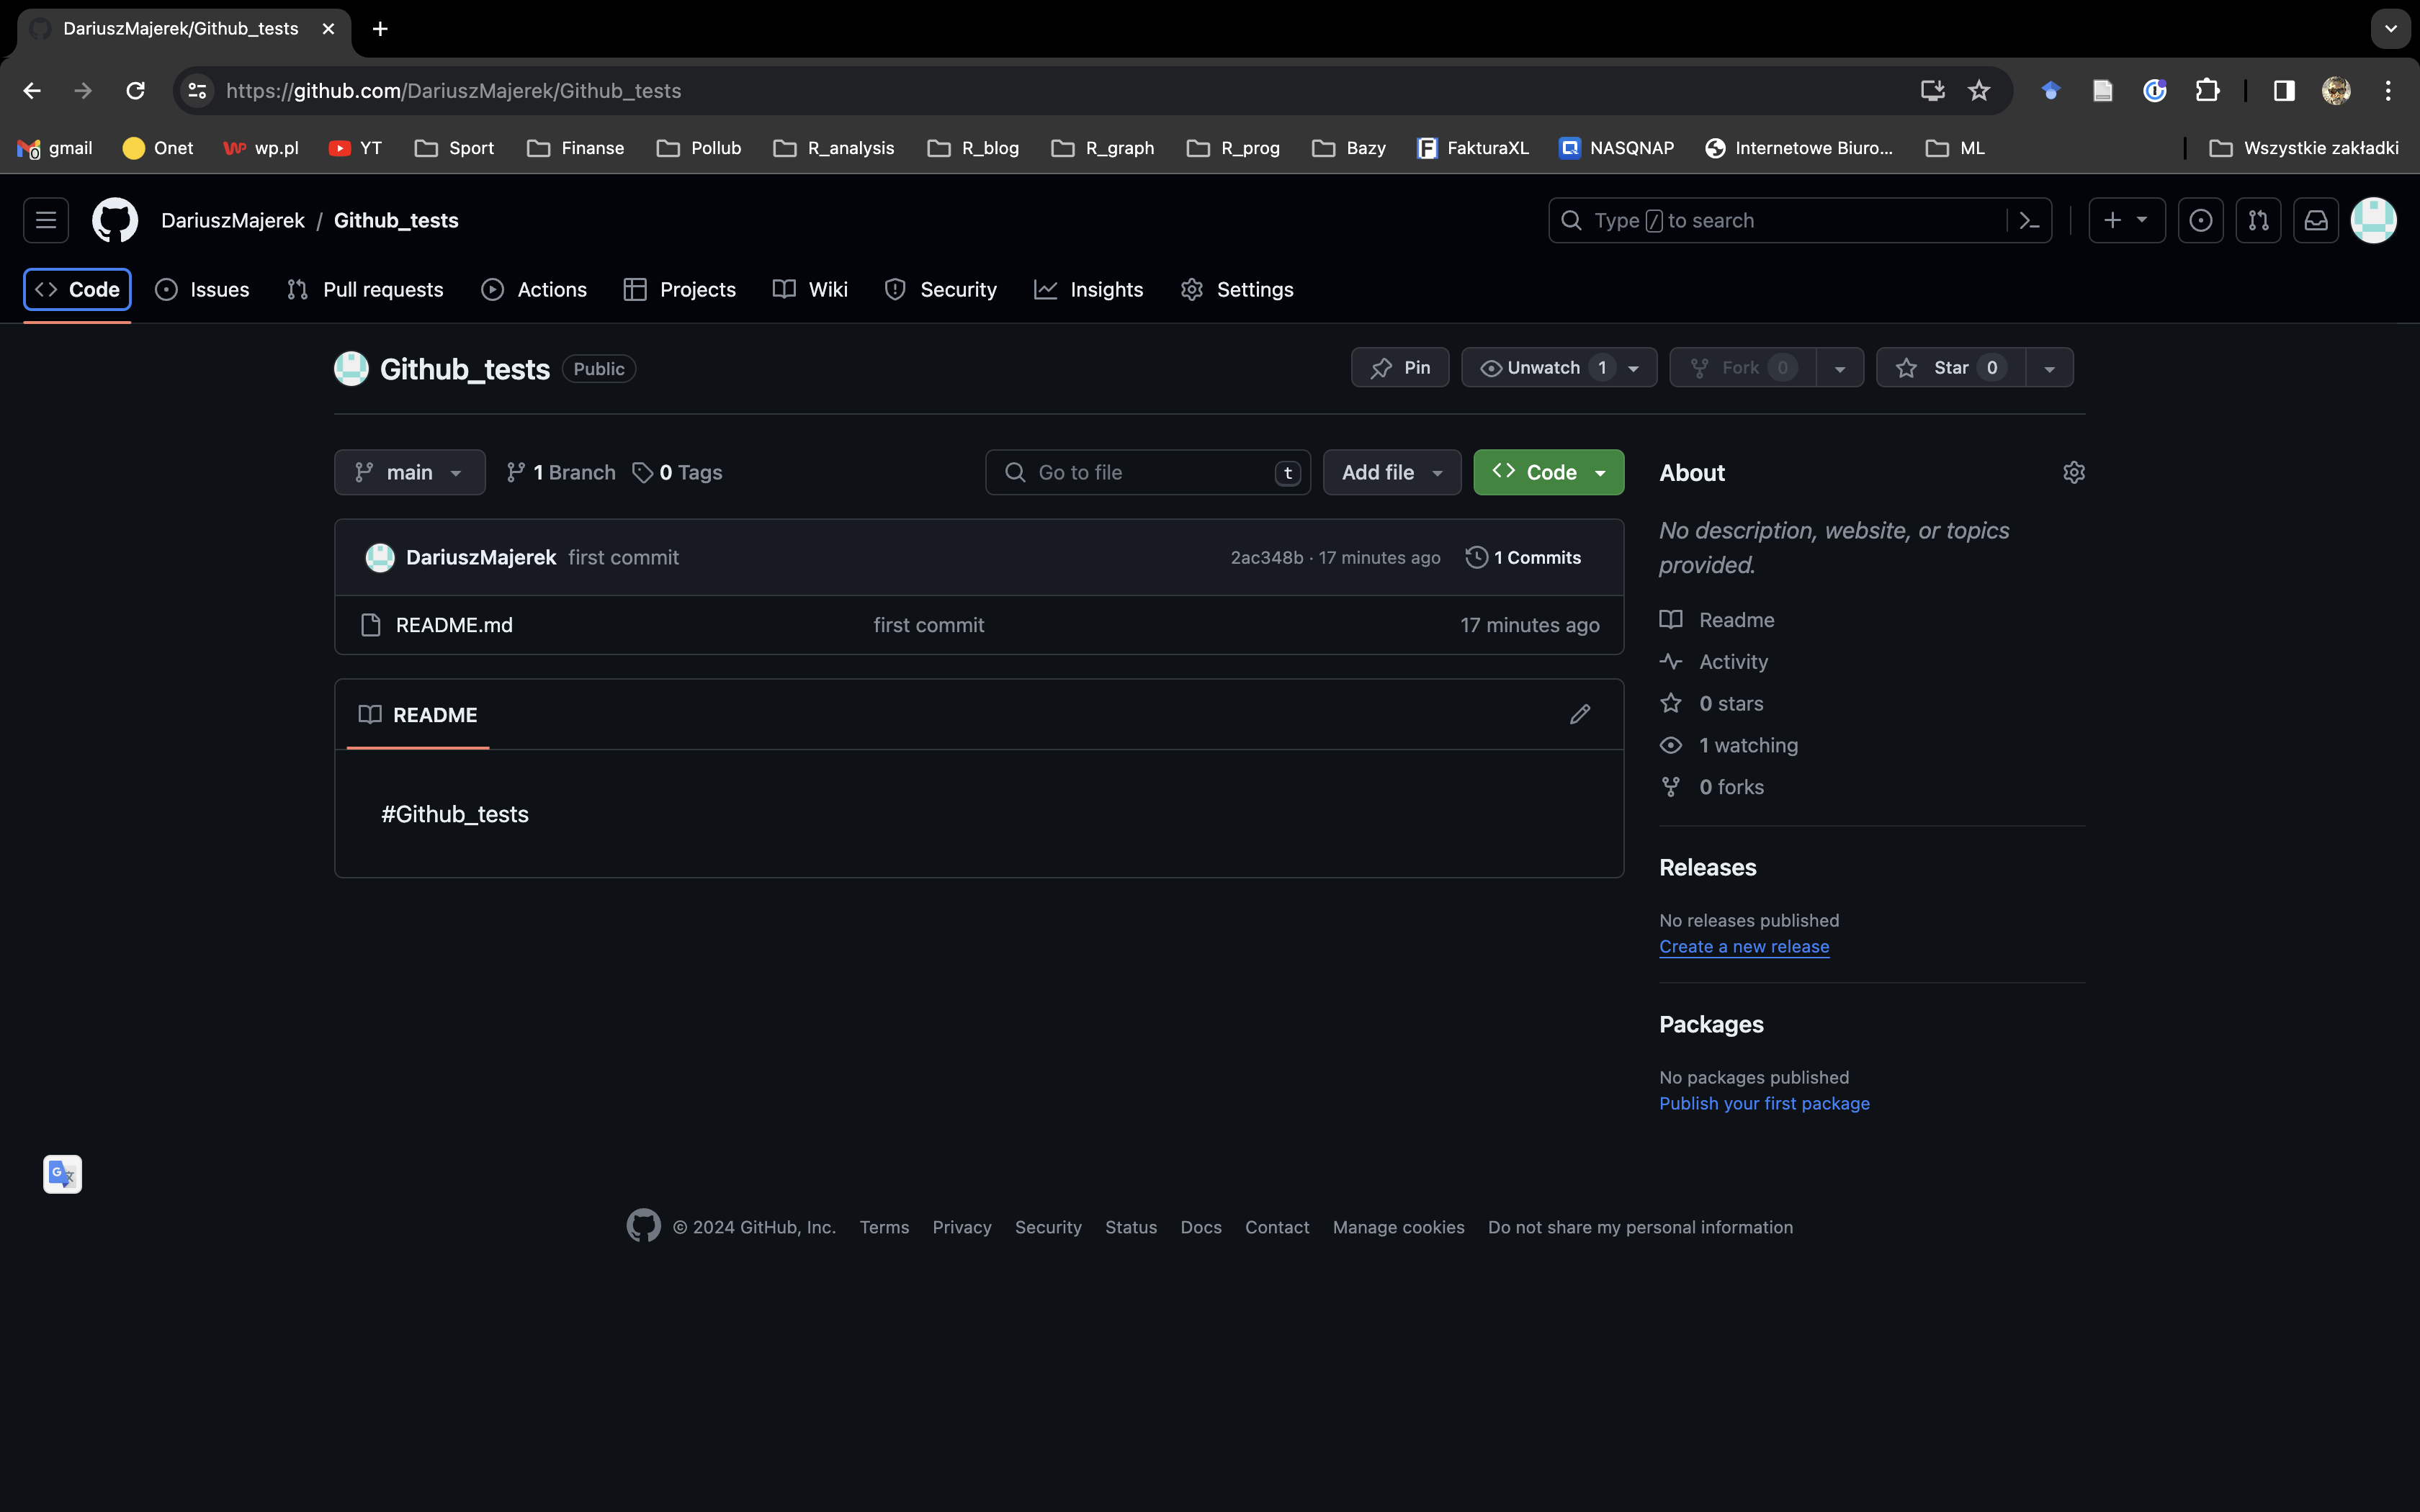 DariuszMajerek/Github_tests
https://github.com/DariuszMajerek/Github_tests
gmail Onet wp.pl YT Sport Finanse Pollub R_analysis R_blog R_graph R_prog Bazy FakturaXL NASQNAP Internetowe Biuro... ML Wszystkie zakładki
DariuszMajerek / Github_tests Type / to search
Code Issues Pull requests Actions Projects Wiki Security Insights Settings
Github_tests Public Pin Unwatch 1 Fork 0 Star 0
main 1 Branch 0 Tags Go to file t Add file Code
DariuszMajerek first commit 2ac348b · 17 minutes ago 1 Commits
README.md first commit 17 minutes ago
README
#Github_tests
About
No description, website, or topics
provided.
Readme
Activity
0 stars
1 watching
0 forks
Releases
No releases published
Create a new release
Packages
No packages published
Publish your first package
© 2024 GitHub, Inc. Terms Privacy Security Status Docs Contact Manage cookies Do not share my personal information